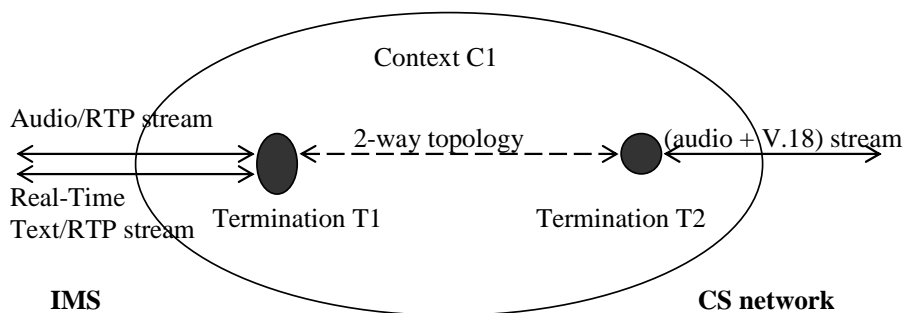 Context C1
Audio/RTP stream
2-way topology
(audio + V.18) stream
Real-Time
Text/RTP stream
Termination T1
Termination T2
IMS
CS network